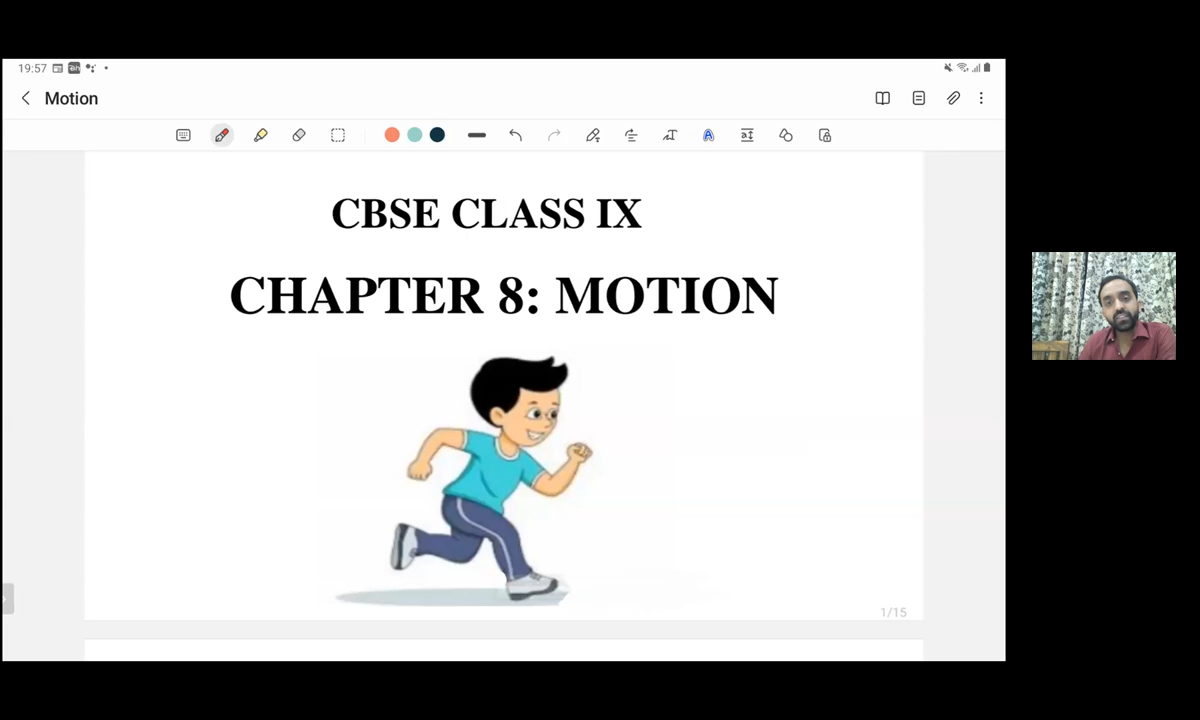 19:57
Motion
CBSE CLASS IX
CHAPTER 8: MOTION
1/15